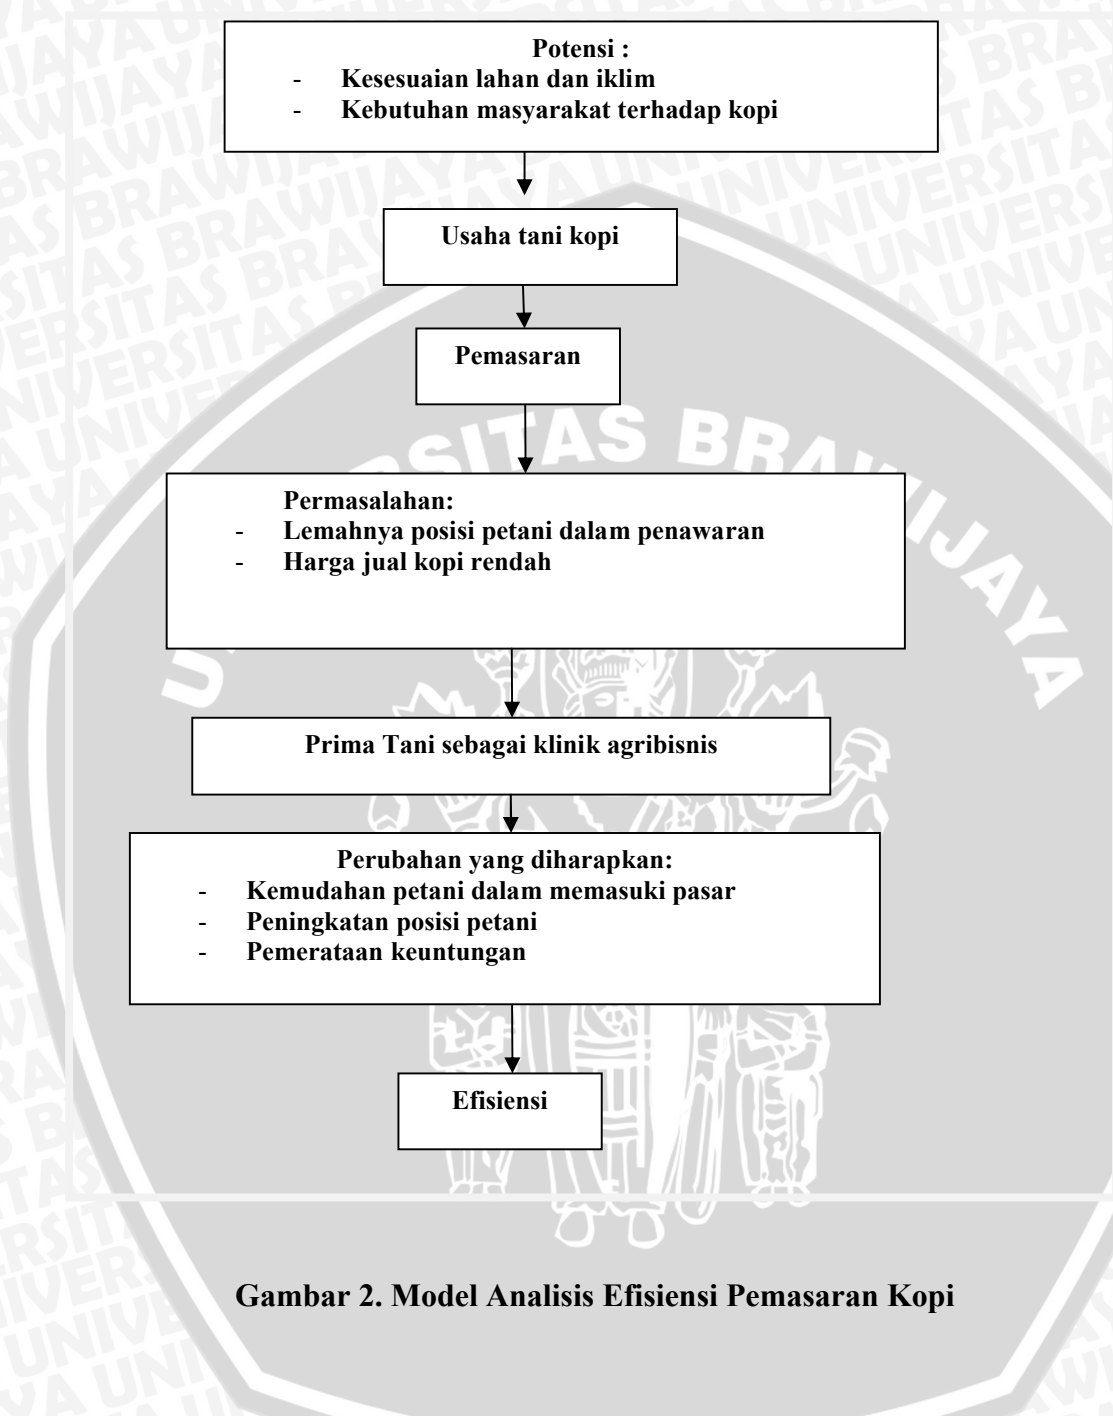 Potensi :
- Kesesuaian lahan dan iklim
- Kebutuhan masyarakat terhadap kopi
Usaha tani kopi
Pemasaran
UNIVERSITAS BRAWIJAYA
Permasalahan:
- Lemahnya posisi petani dalam penawaran
- Harga jual kopi rendah
Prima Tani sebagai klinik agribisnis
Perubahan yang diharapkan:
- Kemudahan petani dalam memasuki pasar
- Peningkatan posisi petani
- Pemerataan keuntungan
Efisiensi
Gambar 2. Model Analisis Efisiensi Pemasaran Kopi